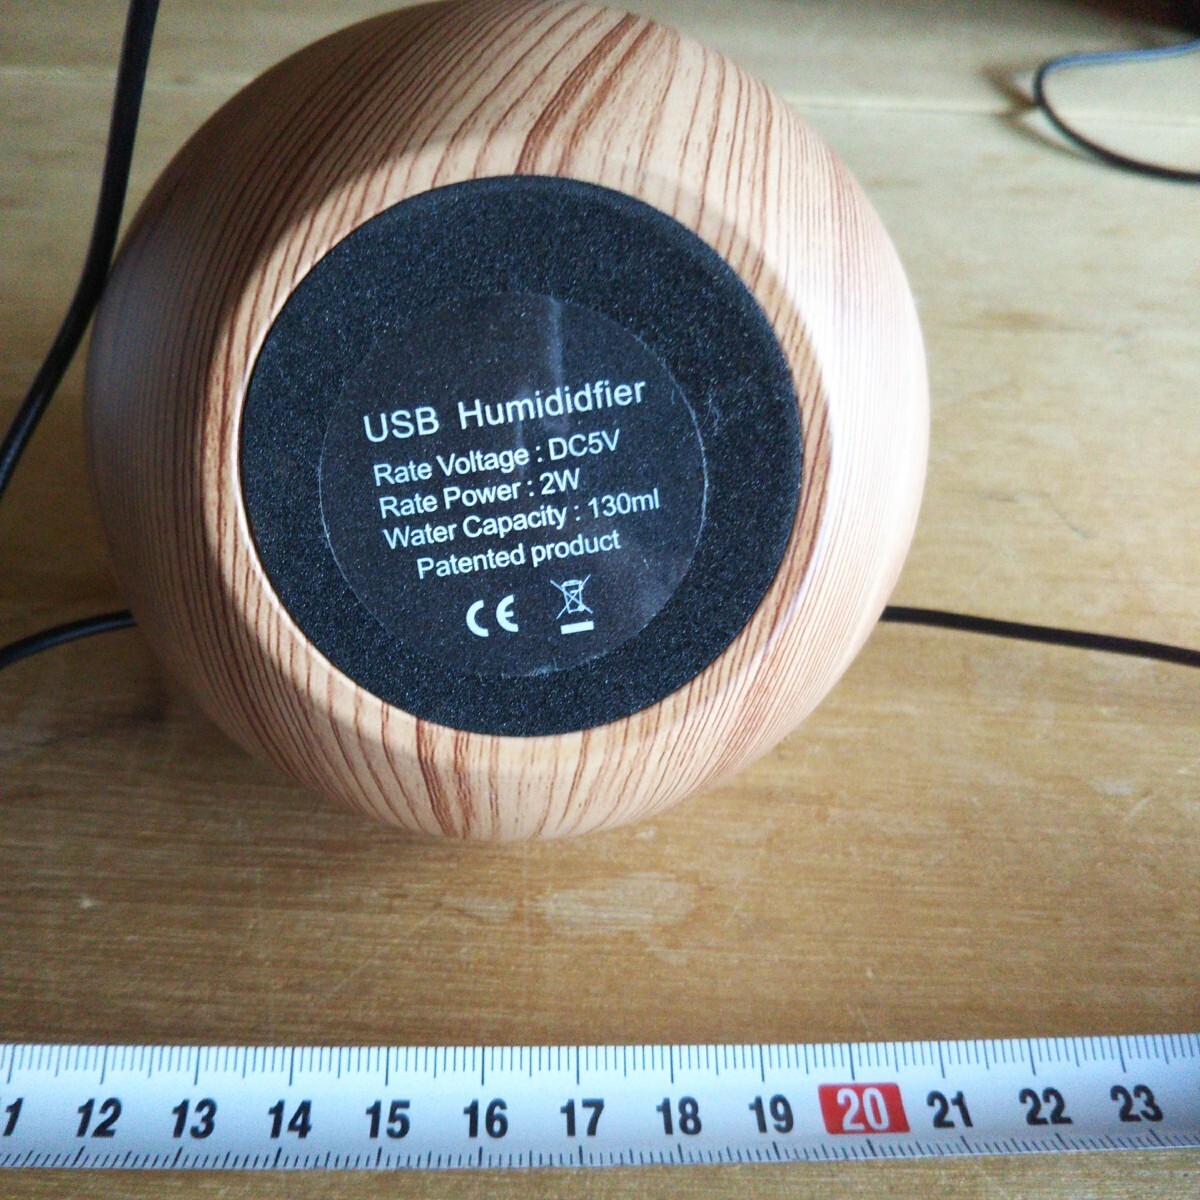 USB Humididfier
Rate Voltage : DC5V
Rate Power : 2W
Water Capacity : 130ml
Patented product
CE
12 13 14 15 16 17 18 19 20 21 22 23